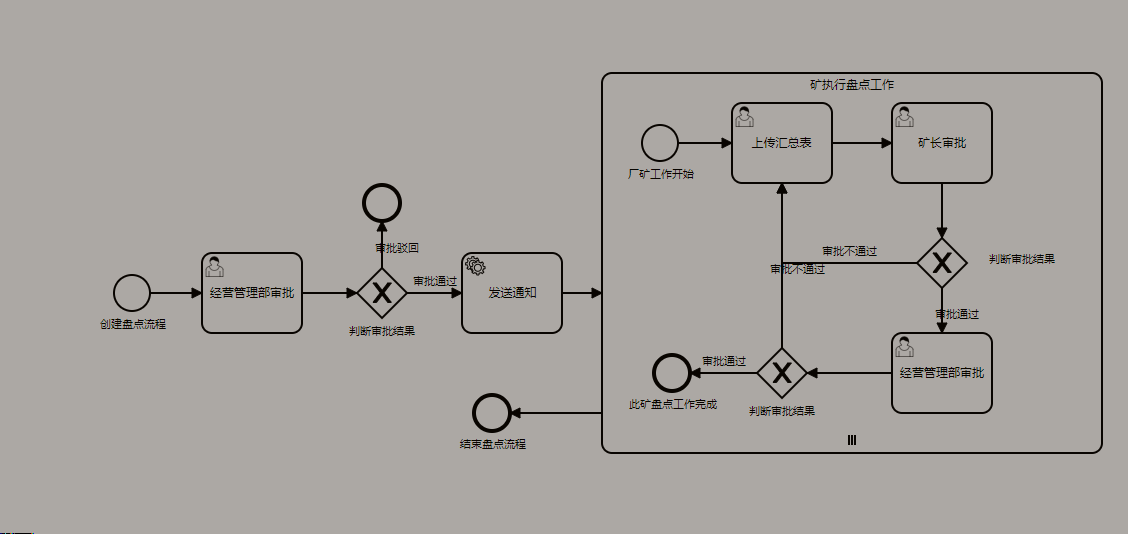 矿执行盘点工作
上传汇总表
矿长审批
厂矿工作开始
审批驳回
审批不通过
判断审批结果
审批不通过
创建盘点流程
经营管理部审批
审批通过
发送通知
判断审批结果
审批通过
审批通过
经营管理部审批
此矿盘点工作完成
判断审批结果
结束盘点流程